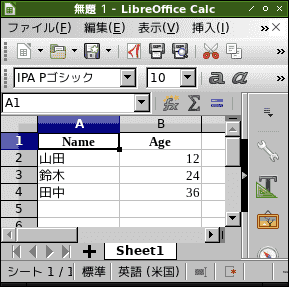 無題 1 - LibreOffice Calc
ファイル(F) 編集(E) 表示(V) 挿入(I) »
IPA Pゴシック 10 a a »
A1 fx Σ =
A B
1 Name Age
2 山田 12
3 鈴木 24
4 田中 36
5
Sheet1
シート 1 / 1 標準 英語 (米国)